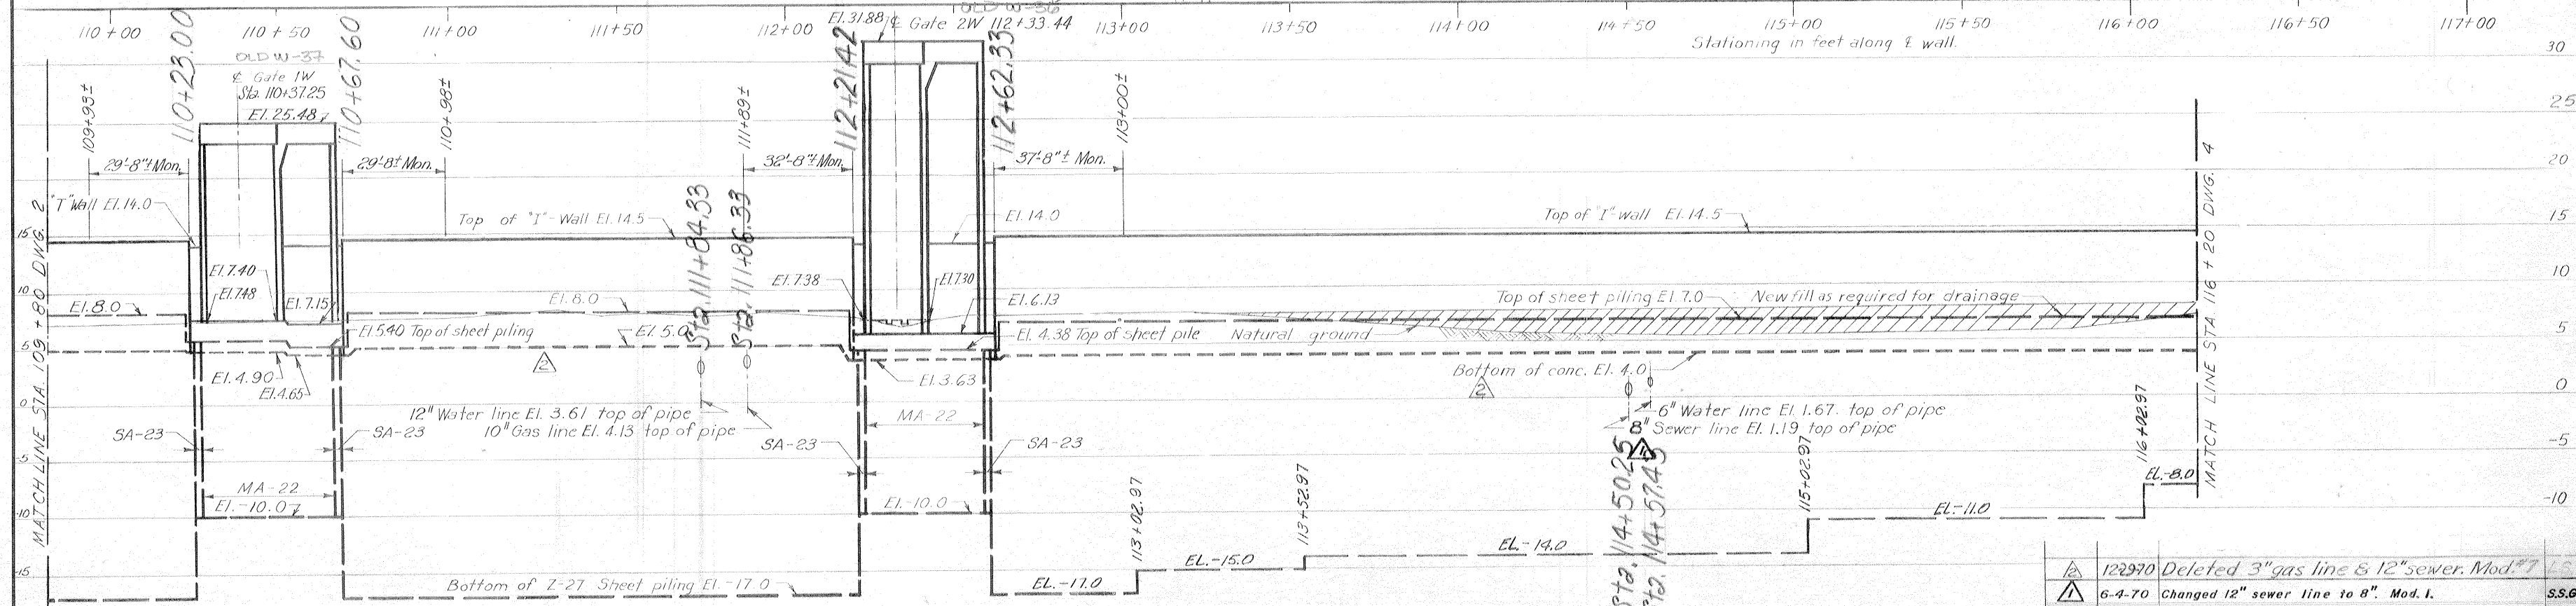 110+00
110+50
111+00
111+50
112+00
113+00
113+50
114+00
114+50
115+00
115+50
116+00
116+50
117+00
OLD W-36
El. 31.88
℄ Gate 2W 112+33.44
Stationing in feet along ℄ wall.
OLD W-37
℄ Gate 1W
Sta. 110+37.25
El. 25.48
109+93±
110+23.00
110+67.60
110+98±
111+89±
112+21.42
112+62.33
113+00±
29'-8"± Mon.
29'-8± Mon.
32'-8"± Mon.
37'-8"± Mon.
30
25
20
15
5
0
-5
-10
15
10
0
-5
-10
-15
MATCH LINE STA. 109+80 DWG. 2
MATCH LINE STA. 116+20 DWG. 4
"T" Wall El. 14.0
Top of "I"-Wall El. 14.5
El. 14.0
Top of "I" wall El. 14.5
Sta. 111+84.33
Sta. 111+86.33
El. 8.0
El. 7.40
El. 7.48
El. 7.15
El. 8.0
El. 7.38
El. 7.30
El. 6.13
Top of sheet piling El. 7.0
New fill as required for drainage
El. 5.40 Top of sheet piling
El. 5.0
El. 4.38 Top of sheet pile
Natural ground
2
El. 4.90
El. 4.65
El. 3.63
Bottom of conc. El. 4.0
2
12" Water line El. 3.61 top of pipe
10" Gas line El. 4.13 top of pipe
6" Water line El. 1.67. top of pipe
8" Sewer line El. 1.19 top of pipe
1
SA-23
SA-23
SA-23
SA-23
MA-22
MA-22
El. -10.0
El. -10.0
113+02.97
113+52.97
Sta. 114+50.25
Sta. 114+57.45
115+02.97
116+02.97
EL. -8.0
EL. -11.0
EL. -14.0
EL. -15.0
EL. -17.0
Bottom of Z-27 Sheet piling El. -17.0
2 12-29-70 Deleted 3" gas line & 12" sewer. Mod. #7
1 6-4-70 Changed 12" sewer line to 8". Mod. 1.